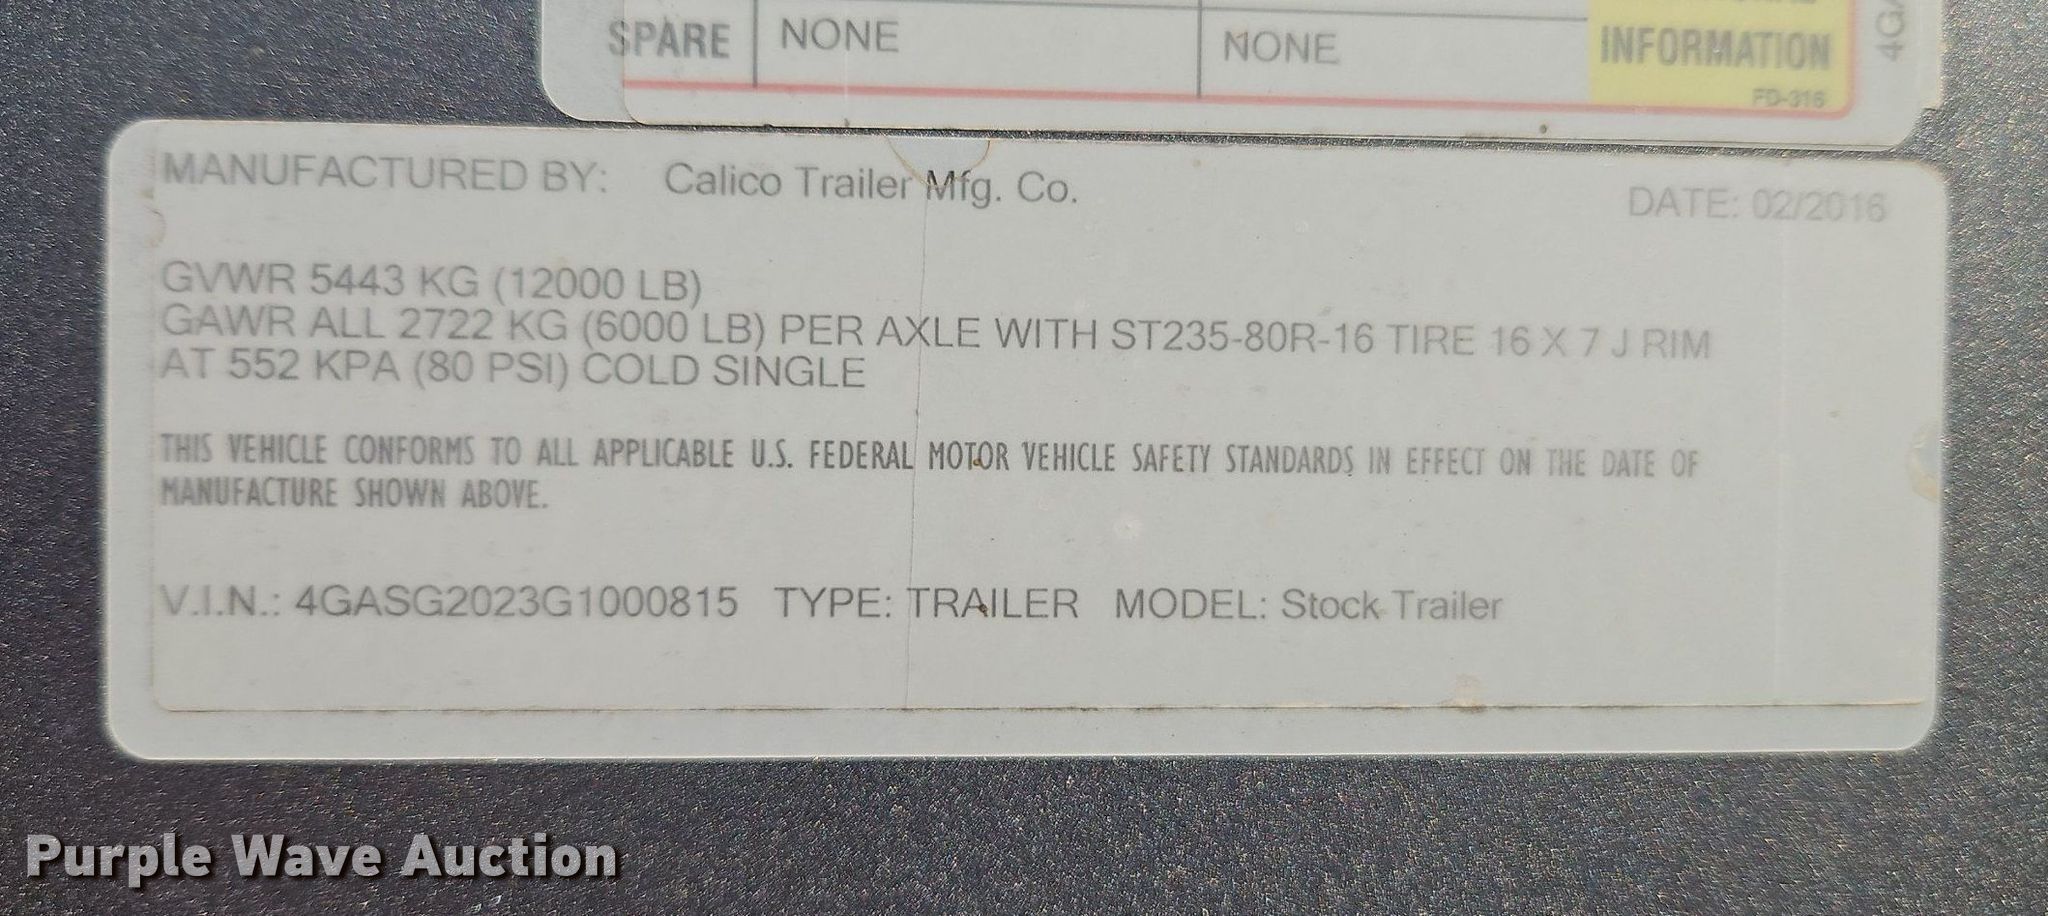 SPARE NONE NONE INFORMATION
FD-316
4GA
MANUFACTURED BY: Calico Trailer Mfg. Co. DATE: 02/2016
GVWR 5443 KG (12000 LB)
GAWR ALL 2722 KG (6000 LB) PER AXLE WITH ST235-80R-16 TIRE 16 X 7 J RIM
AT 552 KPA (80 PSI) COLD SINGLE
THIS VEHICLE CONFORMS TO ALL APPLICABLE U.S. FEDERAL MOTOR VEHICLE SAFETY STANDARDS IN EFFECT ON THE DATE OF
MANUFACTURE SHOWN ABOVE.
V.I.N.: 4GASG2023G1000815 TYPE: TRAILER MODEL: Stock Trailer
Purple Wave Auction